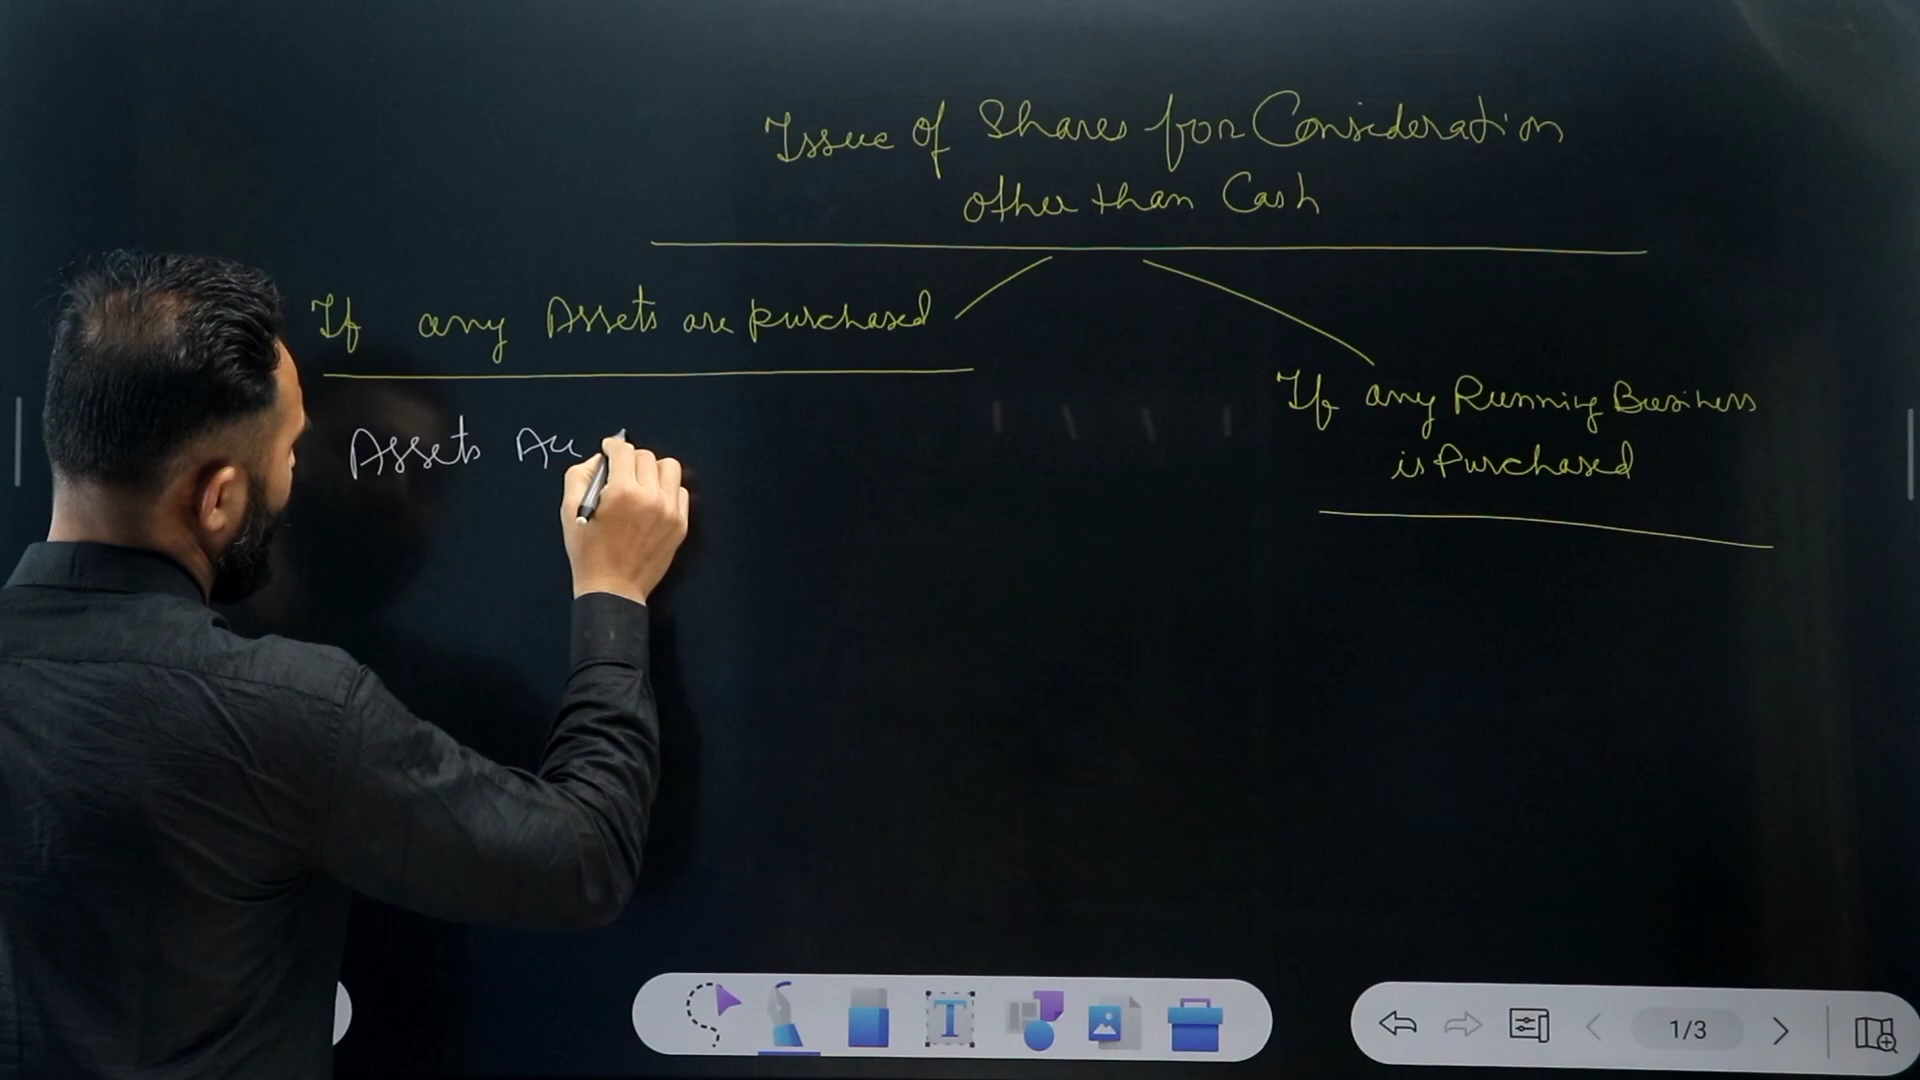 Issue of Shares for Consideration
other than Cash
If any Assets are purchased
If any Running Business
is Purchased
Assets Acc
1/3